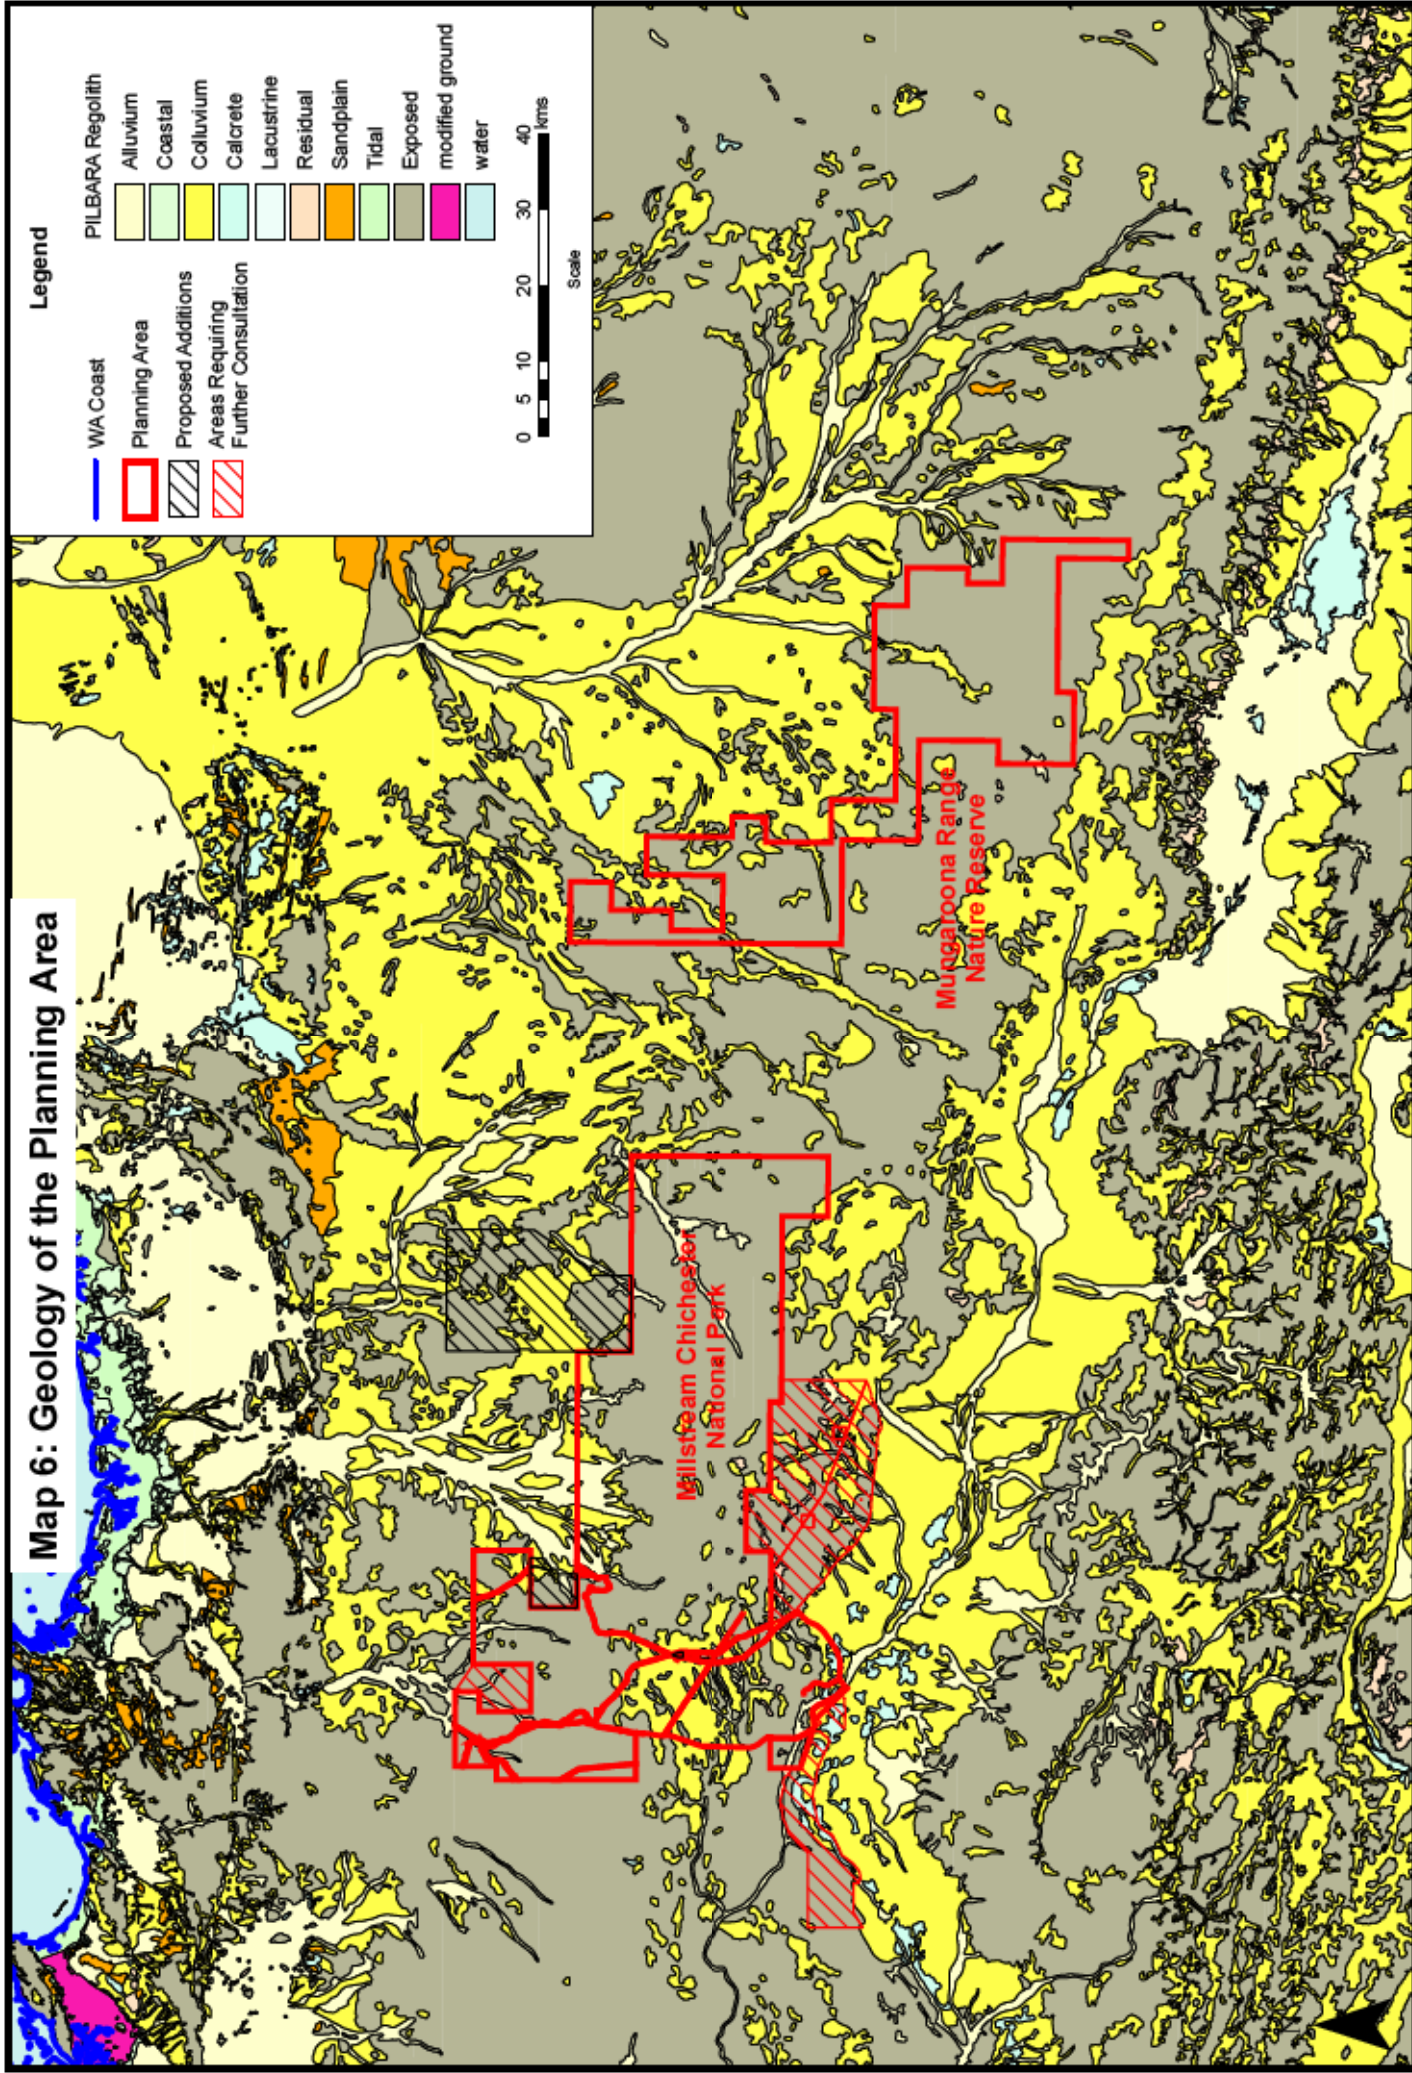 Map 6: Geology of the Planning Area
Legend
WA Coast
Planning Area
Proposed Additions
Areas Requiring
Further Consultation
PILBARA Regolith
Alluvium
Coastal
Colluvium
Calcrete
Lacustrine
Residual
Sandplain
Tidal
Exposed
modified ground
water
0 5 10 20 30 40
kms
Scale
Millstream Chichester
National Park
Mungaroona Range
Nature Reserve